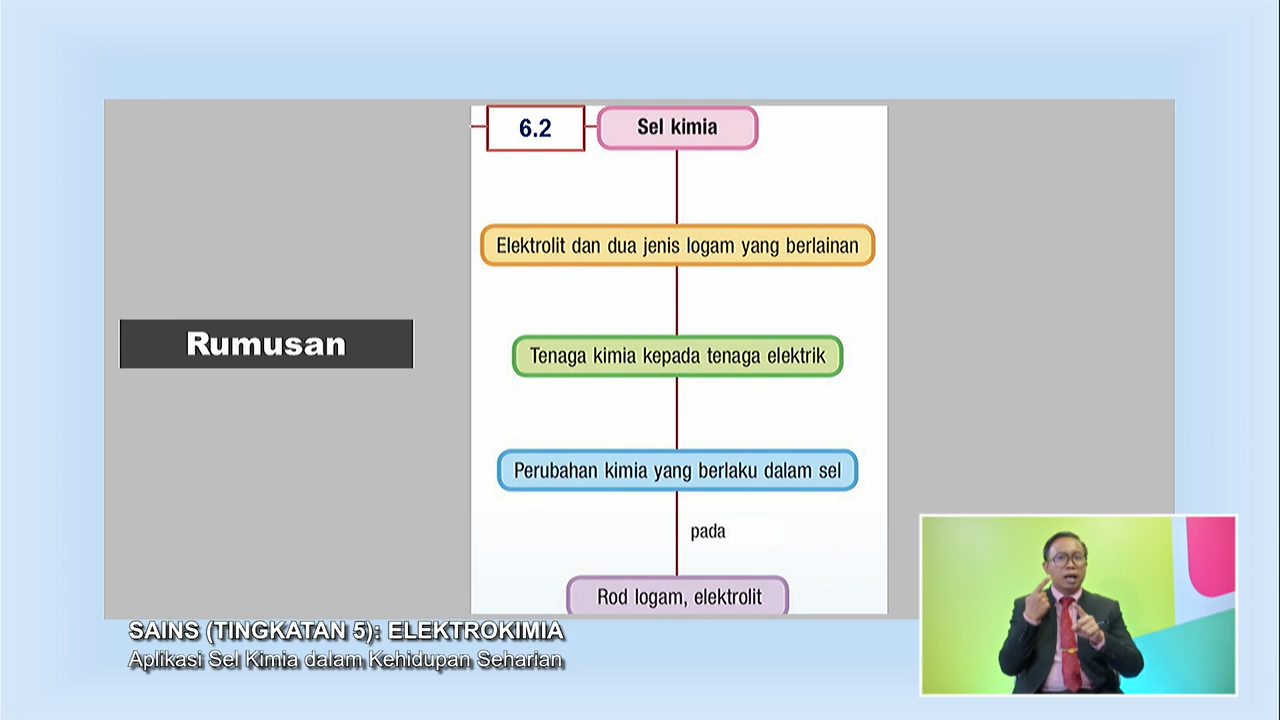 6.2
Sel kimia
Elektrolit dan dua jenis logam yang berlainan
Tenaga kimia kepada tenaga elektrik
Rumusan
Perubahan kimia yang berlaku dalam sel
pada
Rod logam, elektrolit
SAINS (TINGKATAN 5): ELEKTROKIMIA
Aplikasi Sel Kimia dalam Kehidupan Seharian